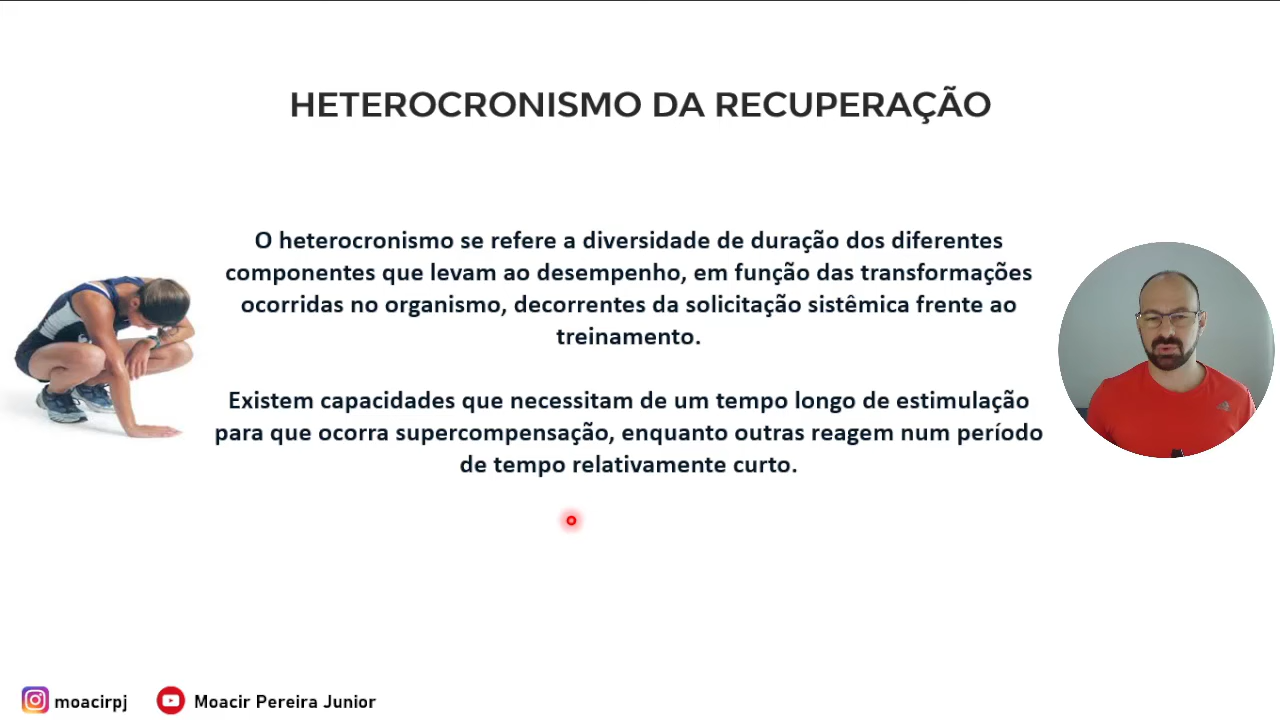 HETEROCRONISMO DA RECUPERAÇÃO
O heterocronismo se refere a diversidade de duração dos diferentes
componentes que levam ao desempenho, em função das transformações
ocorridas no organismo, decorrentes da solicitação sistêmica frente ao
treinamento.
Existem capacidades que necessitam de um tempo longo de estimulação
para que ocorra supercompensação, enquanto outras reagem num período
de tempo relativamente curto.
moacirpj
Moacir Pereira Junior